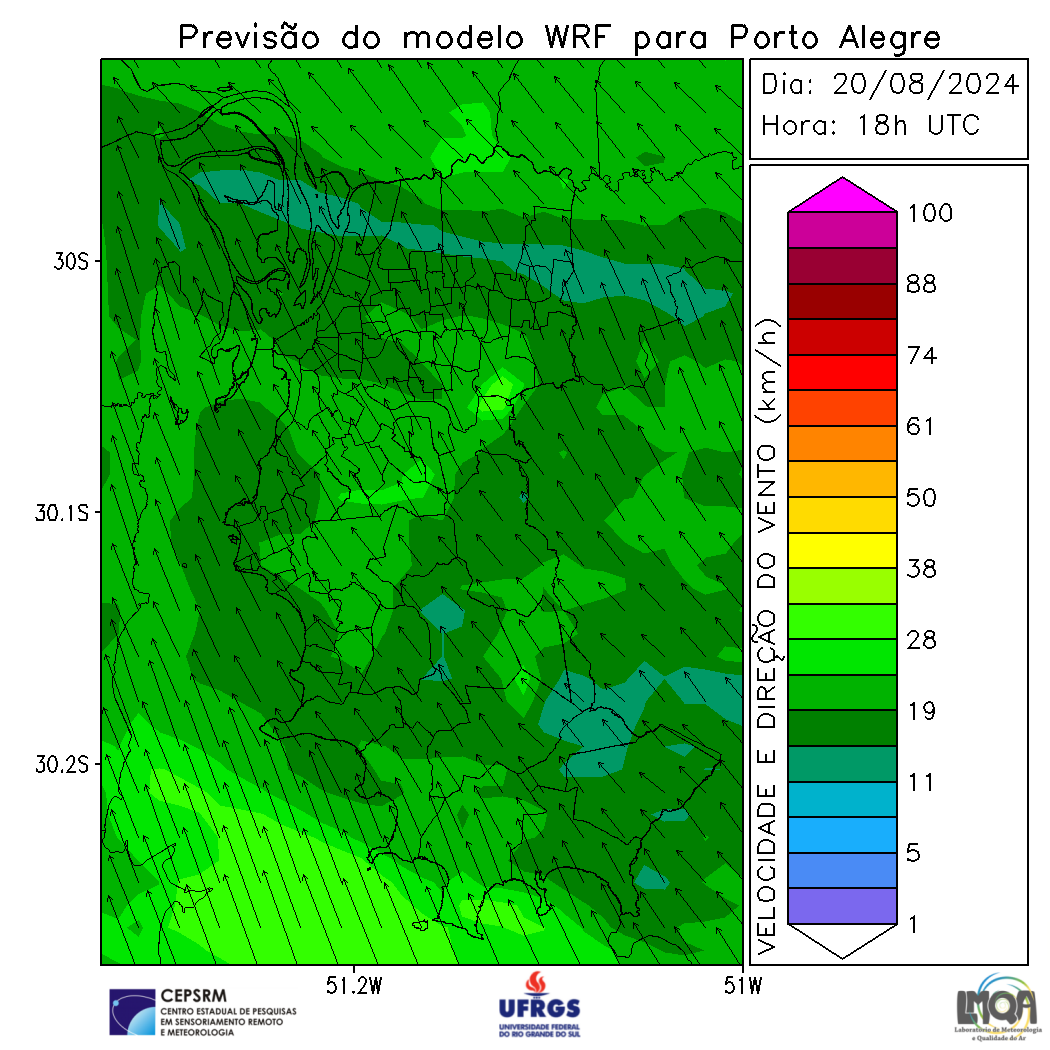 Previsão do modelo WRF para Porto Alegre
Dia: 20/08/2024
Hora: 18h UTC
30S
30.1S
30.2S
51.2W
51W
VELOCIDADE E DIREÇÃO DO VENTO (km/h)
100
88
74
61
50
38
28
19
11
5
1
CEPSRM
CENTRO ESTADUAL DE PESQUISAS
EM SENSORIAMENTO REMOTO
E METEOROLOGIA
UFRGS
UNIVERSIDADE FEDERAL
DO RIO GRANDE DO SUL
LMQA
Laboratório de Meteorologia
e Qualidade do Ar